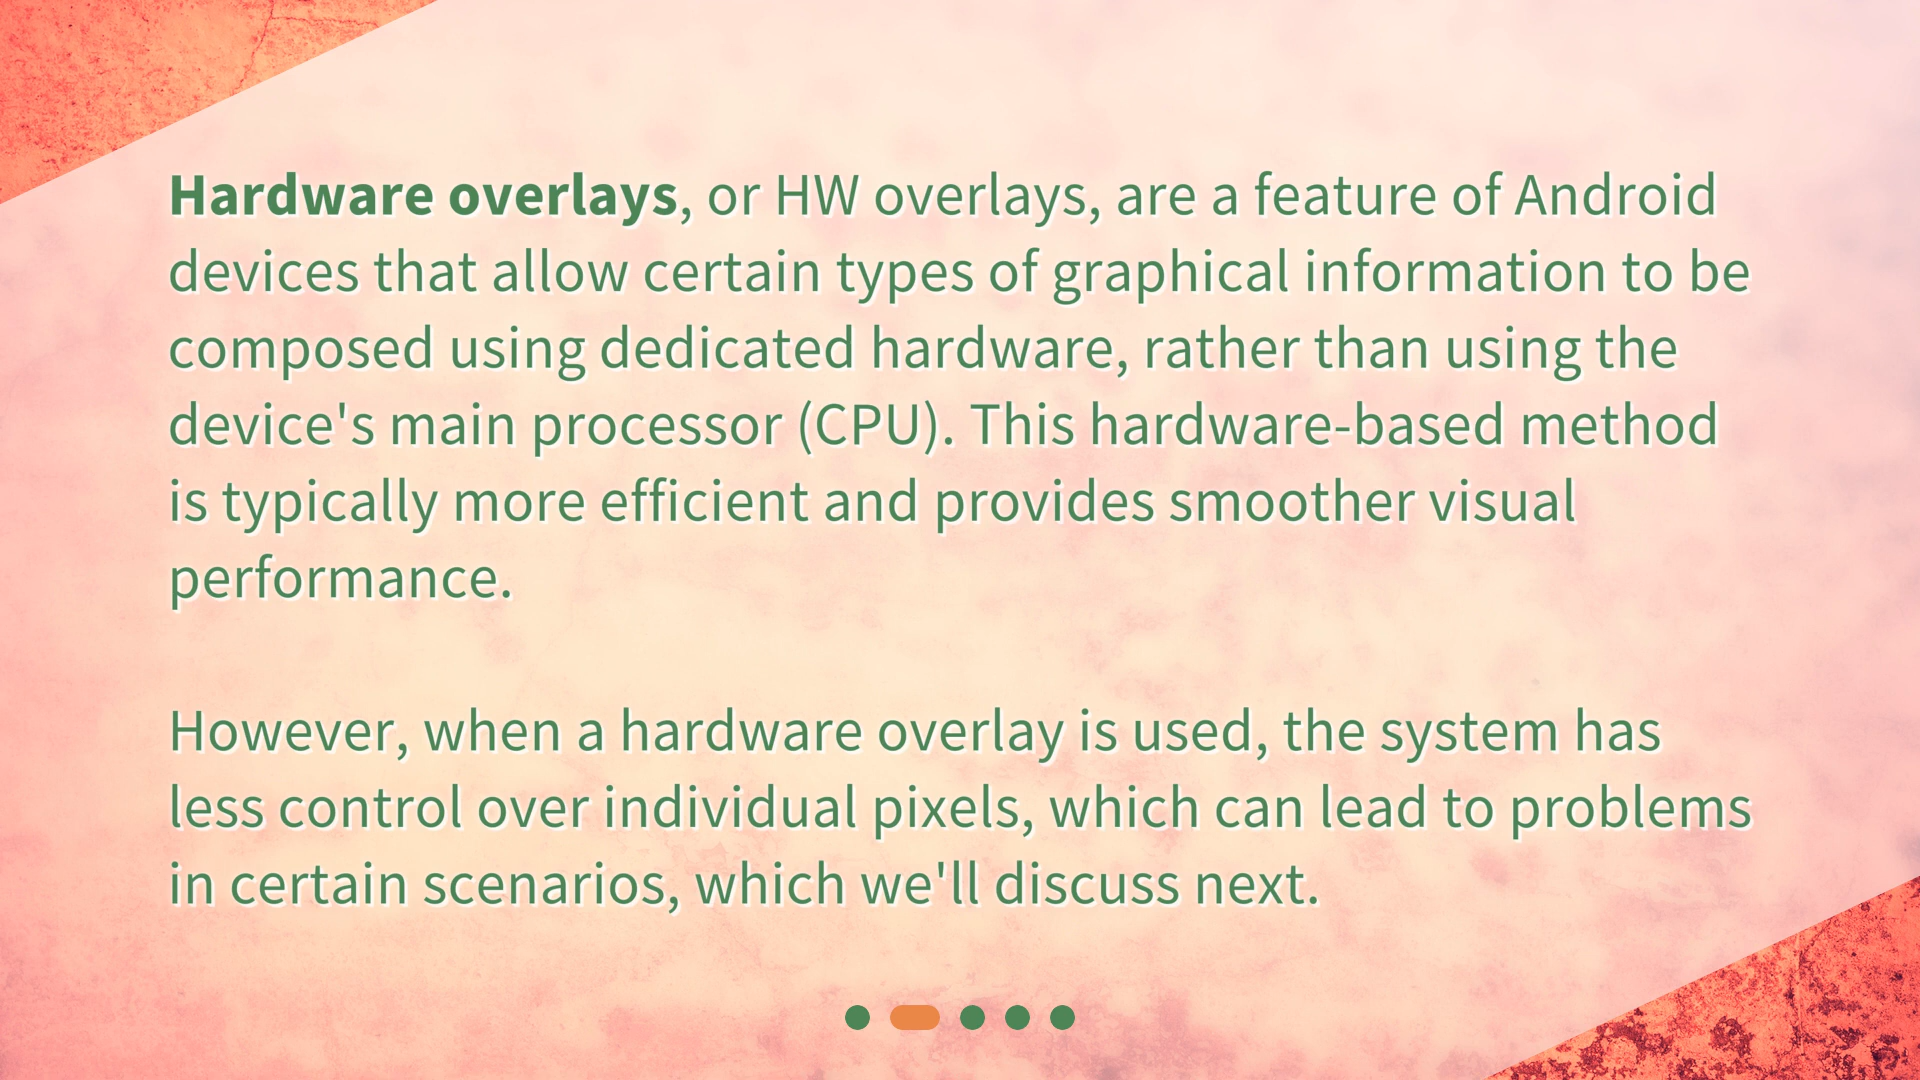 Hardware overlays, or HW overlays, are a feature of Android
devices that allow certain types of graphical information to be
composed using dedicated hardware, rather than using the
device's main processor (CPU). This hardware-based method
is typically more efficient and provides smoother visual
performance.
However, when a hardware overlay is used, the system has
less control over individual pixels, which can lead to problems
in certain scenarios, which we'll discuss next.